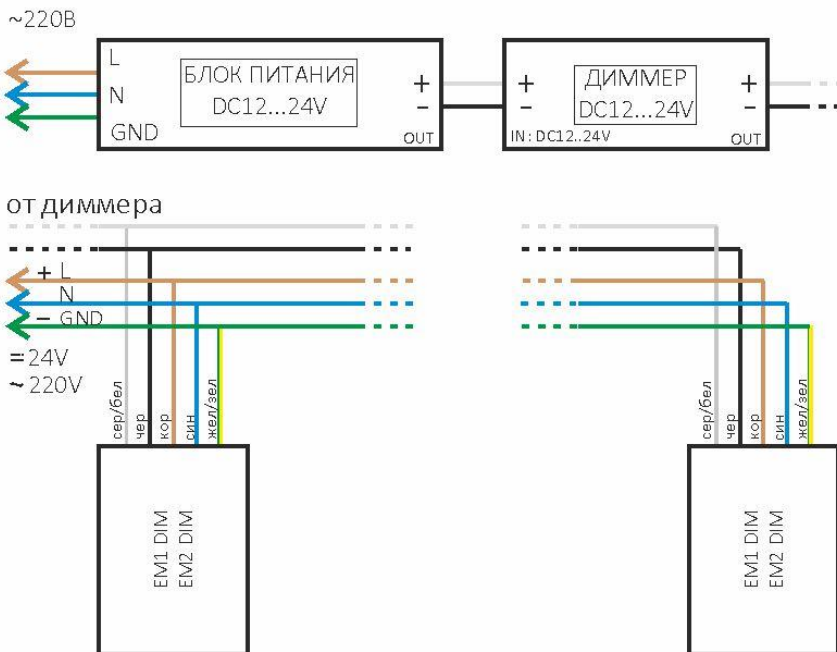 ~220В
L
N
GND
БЛОК ПИТАНИЯ
DC12...24V
+
−
OUT
+
−
IN: DC12..24V
ДИММЕР
DC12...24V
+
−
OUT
от диммера
+ L
N
− GND
=24V
~220V
сер/бел
чер
кор
син
жел/зел
сер/бел
чер
кор
син
жел/зел
EM1 DIM
EM2 DIM
EM1 DIM
EM2 DIM